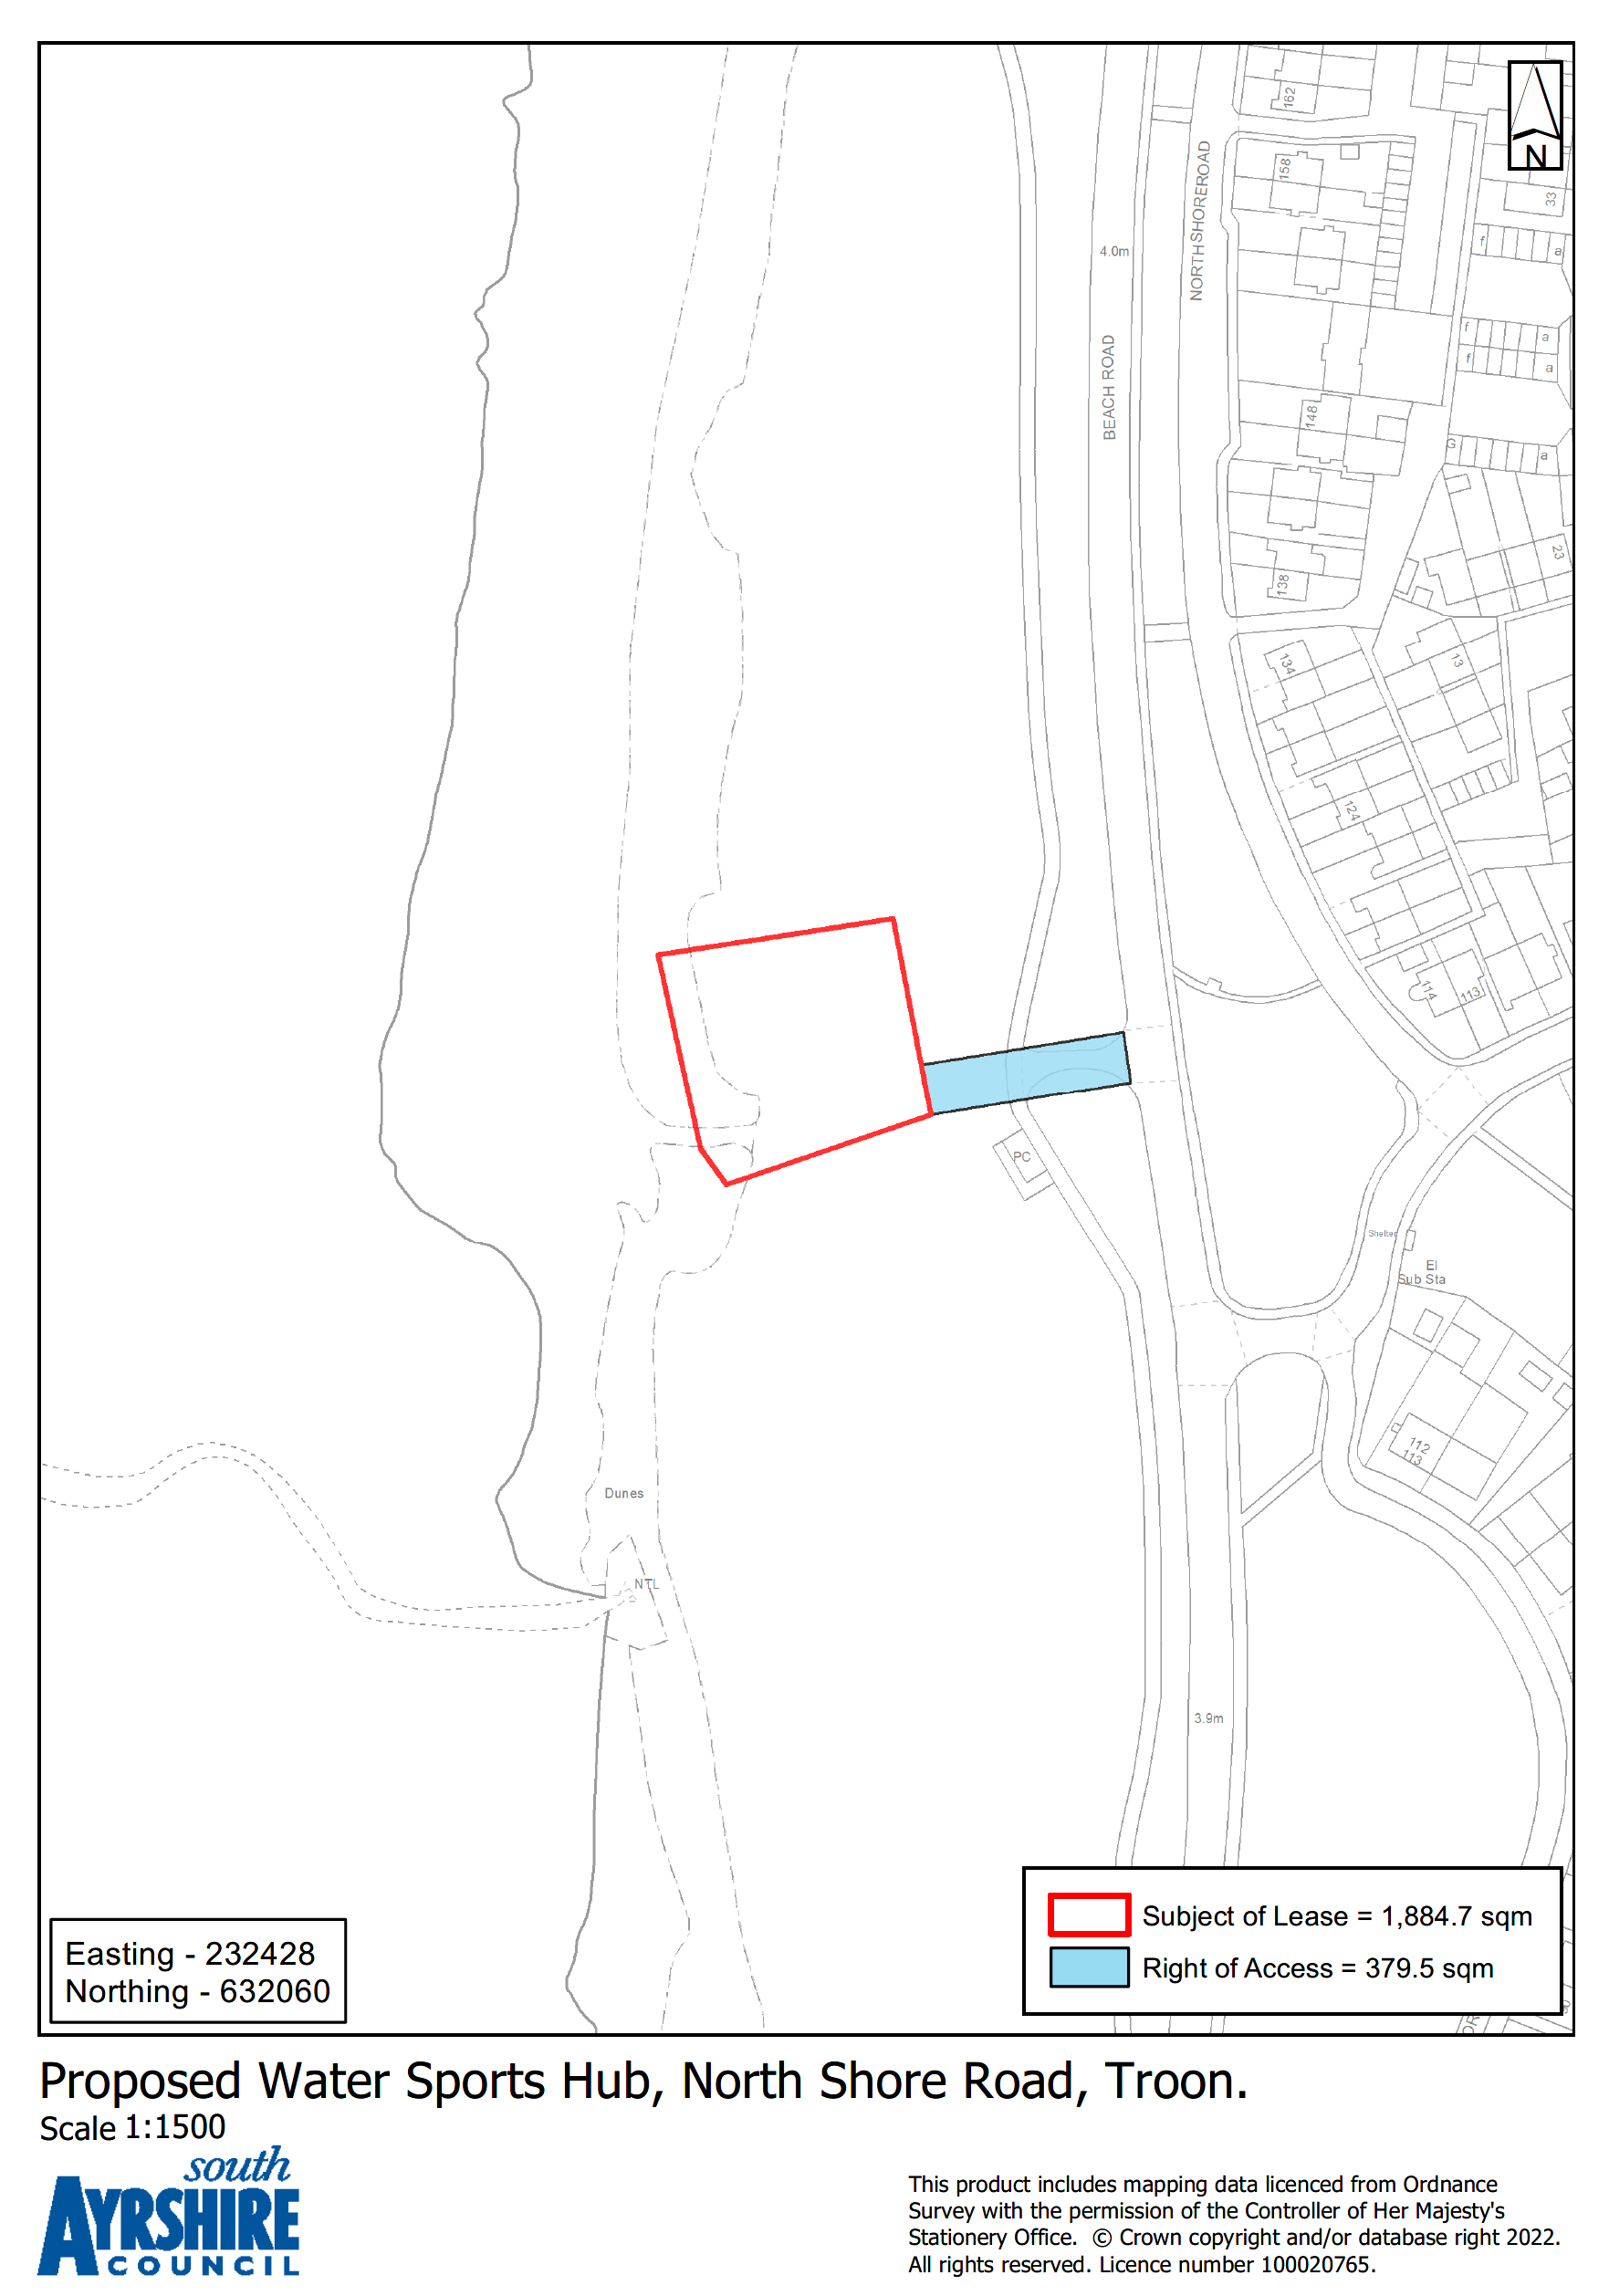 162
N
158
33
NORTH SHORE ROAD
f
a
4.0m
f
a
f
a
BEACH ROAD
148
G
a
23
138
134
13
124
114
113
PC
Shelter
El
Sub Sta
112
113
Dunes
NTL
3.9m
Subject of Lease = 1,884.7 sqm
Right of Access = 379.5 sqm
Easting - 232428
Northing - 632060
Proposed Water Sports Hub, North Shore Road, Troon.
Scale 1:1500
south
AYRSHIRE
COUNCIL
This product includes mapping data licenced from Ordnance
Survey with the permission of the Controller of Her Majesty's
Stationery Office. © Crown copyright and/or database right 2022.
All rights reserved. Licence number 100020765.